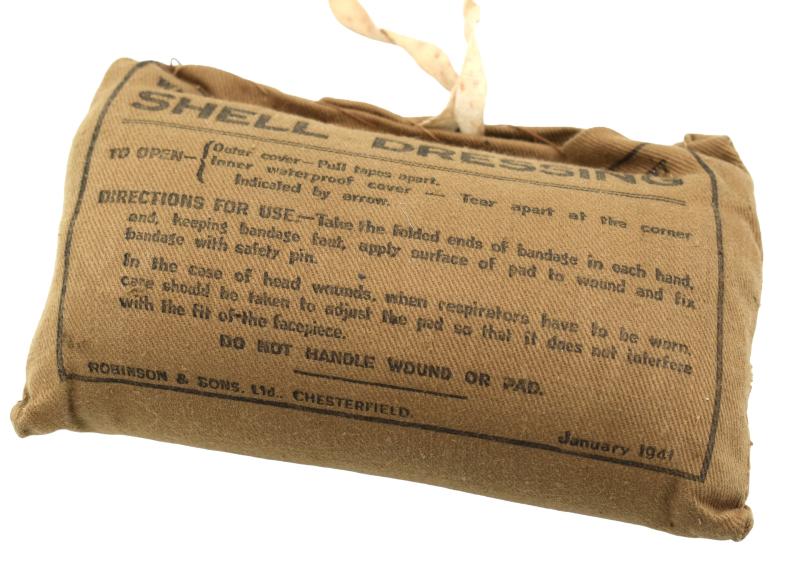 SHELL DRESSING
TO OPEN— { Outer cover — Pull tapes apart.
Inner waterproof cover — Tear apart at the corner
Indicated by arrow.
DIRECTIONS FOR USE.—Take the folded ends of bandage in each hand,
and, keeping bandage taut, apply surface of pad to wound and fix
bandage with safety pin.
In the case of head wounds, when respirators have to be worn,
care should be taken to adjust the pad so that it does not interfere
with the fit of the facepiece.
DO NOT HANDLE WOUND OR PAD.
ROBINSON & SONS, Ltd., CHESTERFIELD.
January 1941